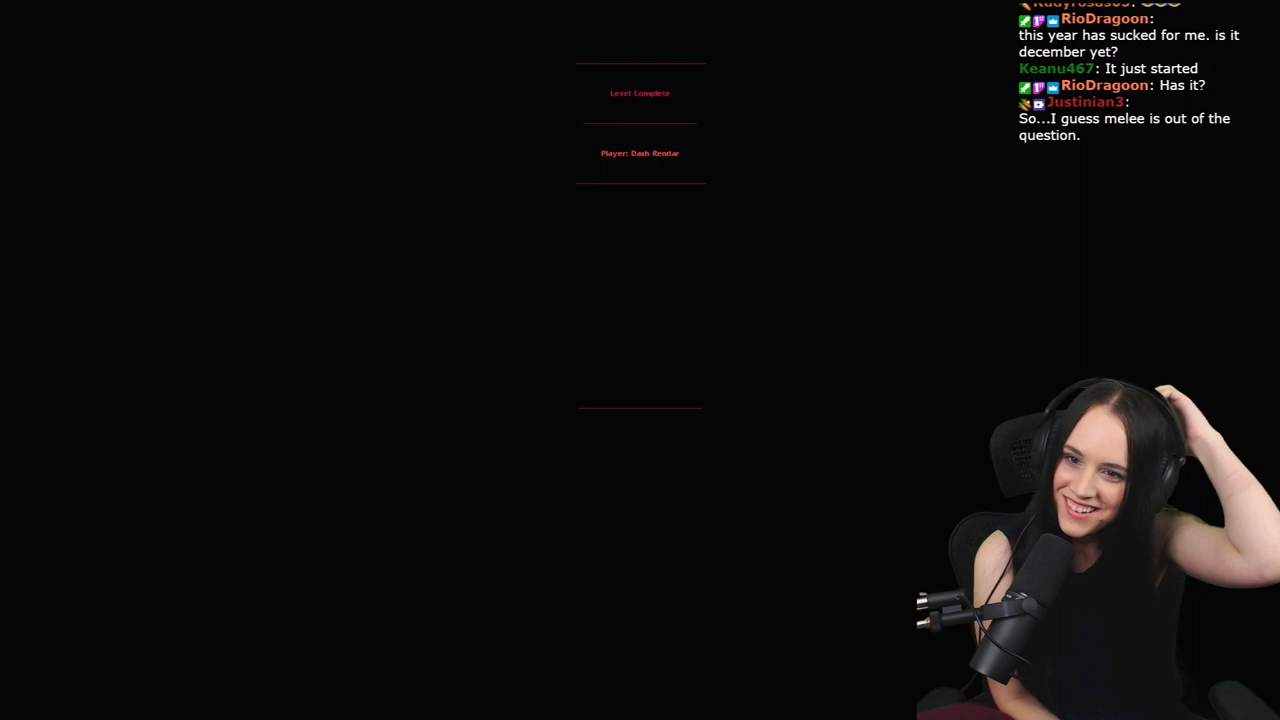 Level Complete
Player: Dash Rendar
RioDragoon:
this year has sucked for me. is it
december yet?
Keanu467: It just started
RioDragoon: Has it?
Justinian3:
So...I guess melee is out of the
question.